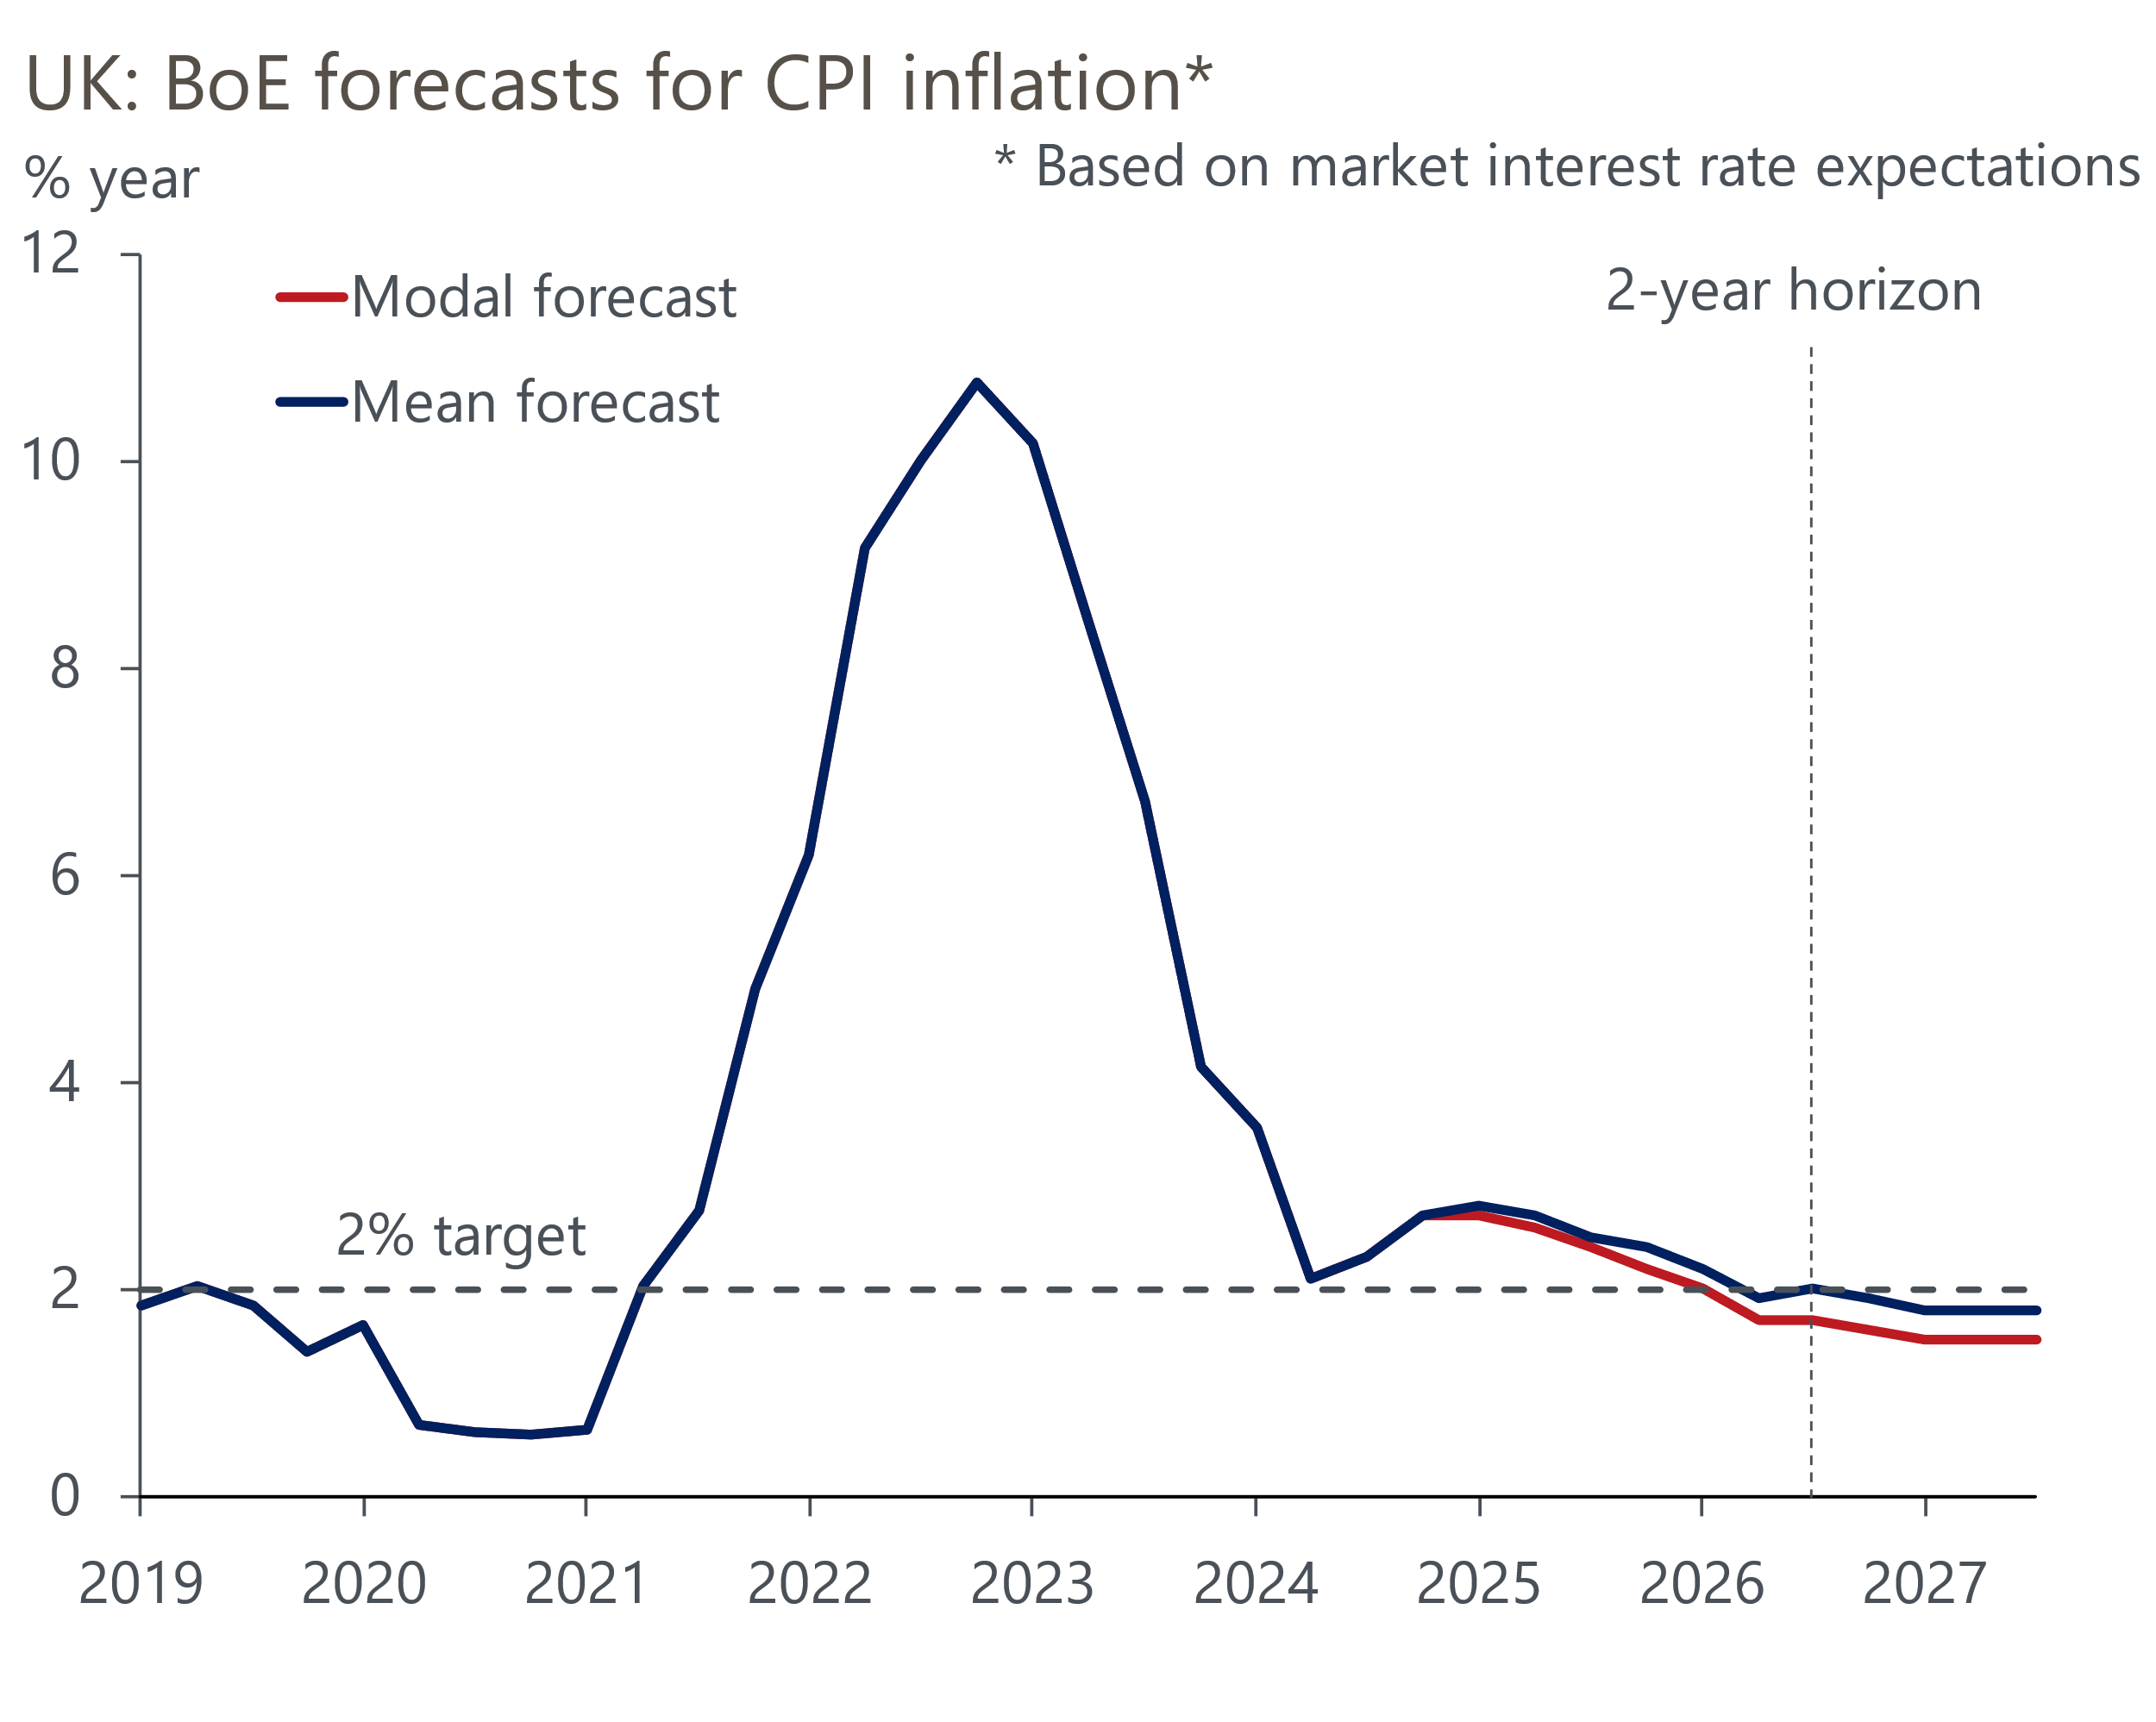 UK: BoE forecasts for CPI inflation*
% year
* Based on market interest rate expectations
12
Modal forecast
2-year horizon
Mean forecast
10
8
6
4
2% target
2
0
2019 2020 2021 2022 2023 2024 2025 2026 2027